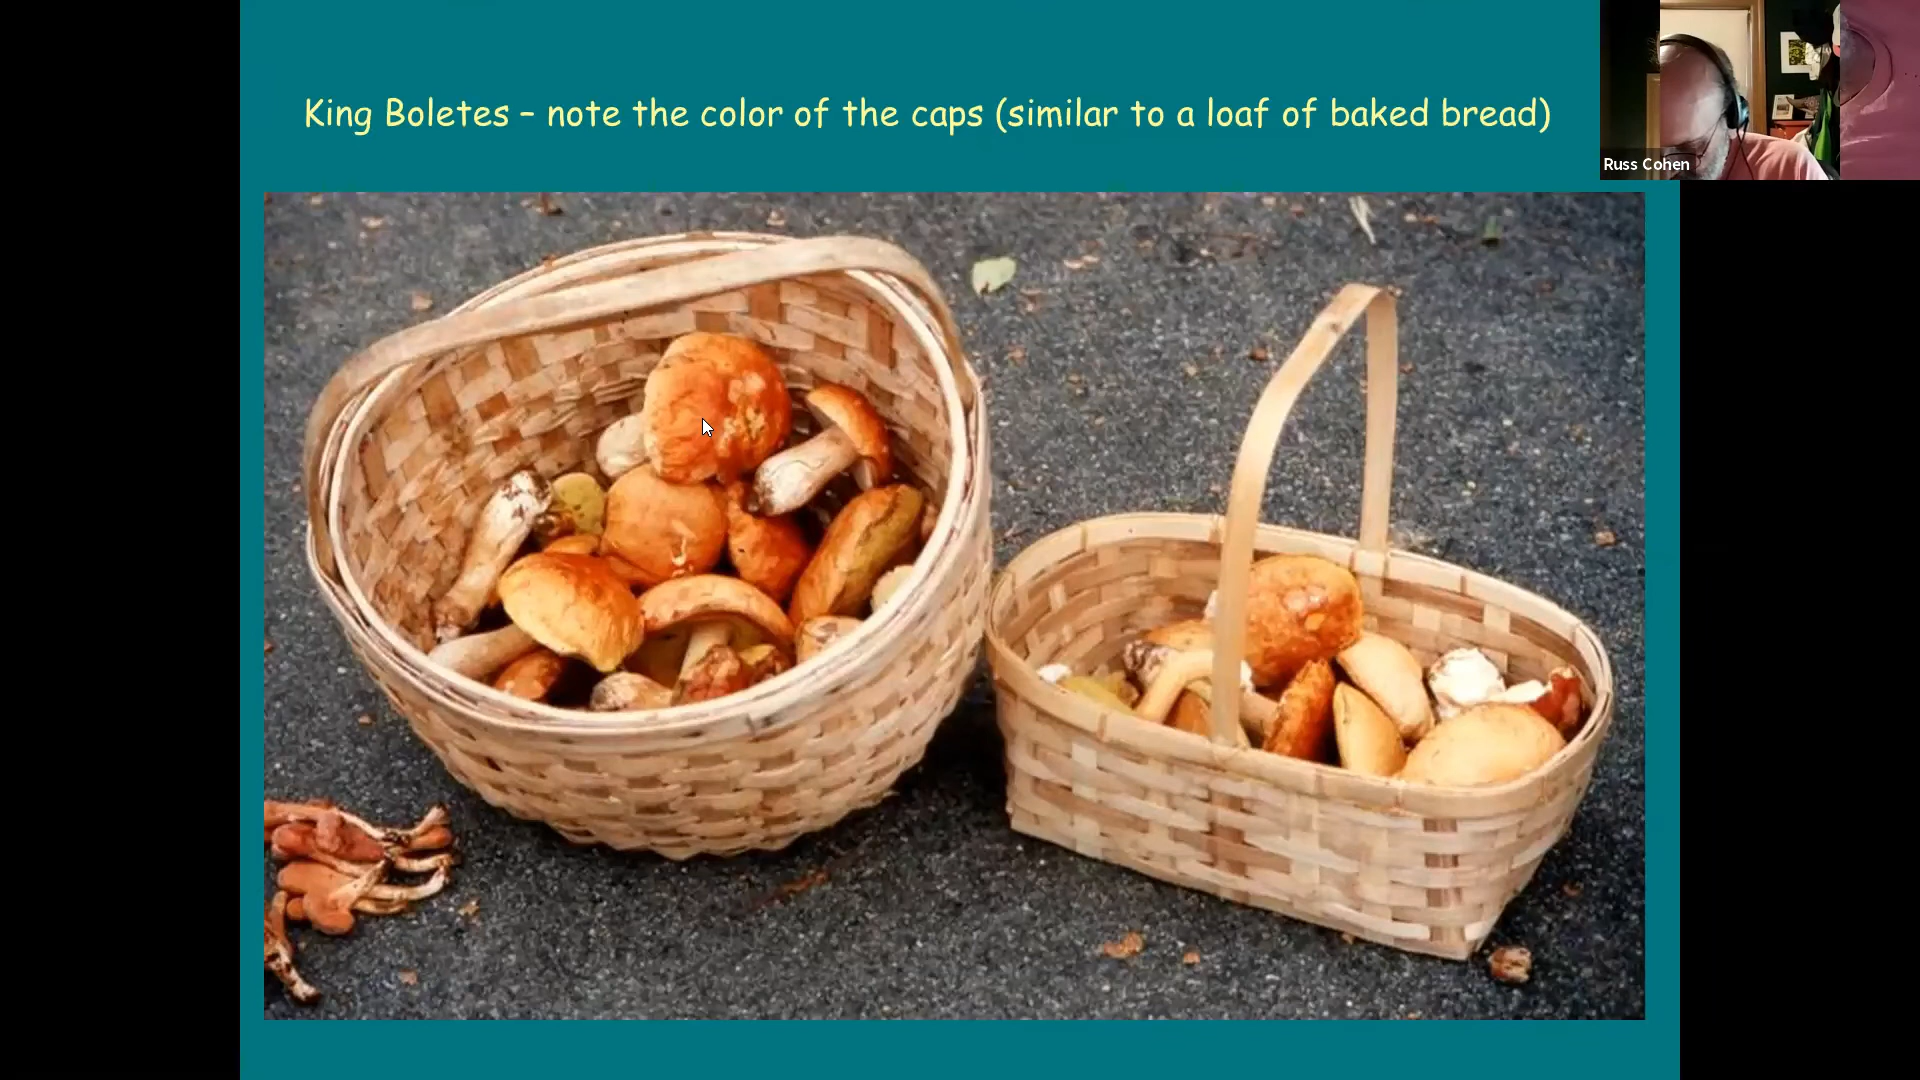 King Boletes – note the color of the caps (similar to a loaf of baked bread)
Russ Cohen